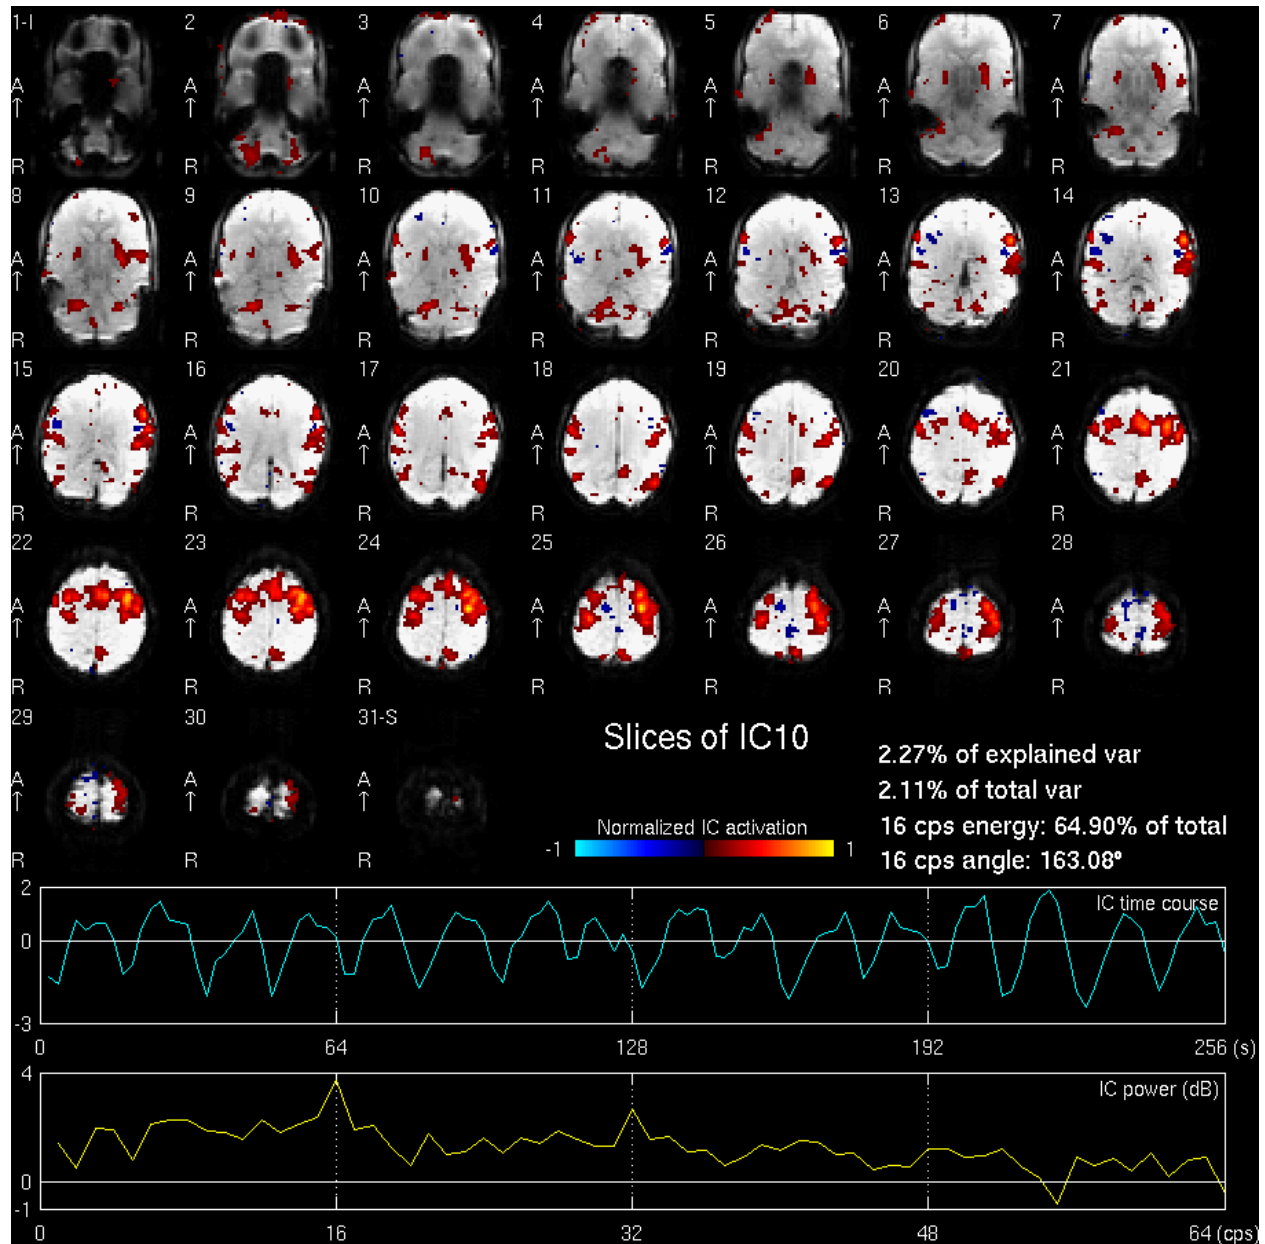 1-I 2 3 4 5 6 7
A A A A A A A
↑ ↑ ↑ ↑ ↑ ↑ ↑
R R R R R R R
8 9 10 11 12 13 14
A A A A A A A
↑ ↑ ↑ ↑ ↑ ↑ ↑
R R R R R R R
15 16 17 18 19 20 21
A A A A A A A
↑ ↑ ↑ ↑ ↑ ↑ ↑
R R R R R R R
22 23 24 25 26 27 28
A A A A A A A
↑ ↑ ↑ ↑ ↑ ↑ ↑
R R R R R R R
29 30 31-S
A A A
↑ ↑ ↑
R R R
Slices of IC10
Normalized IC activation
-1 1
2.27% of explained var
2.11% of total var
16 cps energy: 64.90% of total
16 cps angle: 163.08°
IC time course
2
0
-3
0 64 128 192 256 (s)
IC power (dB)
4
0
-1
0 16 32 48 64 (cps)